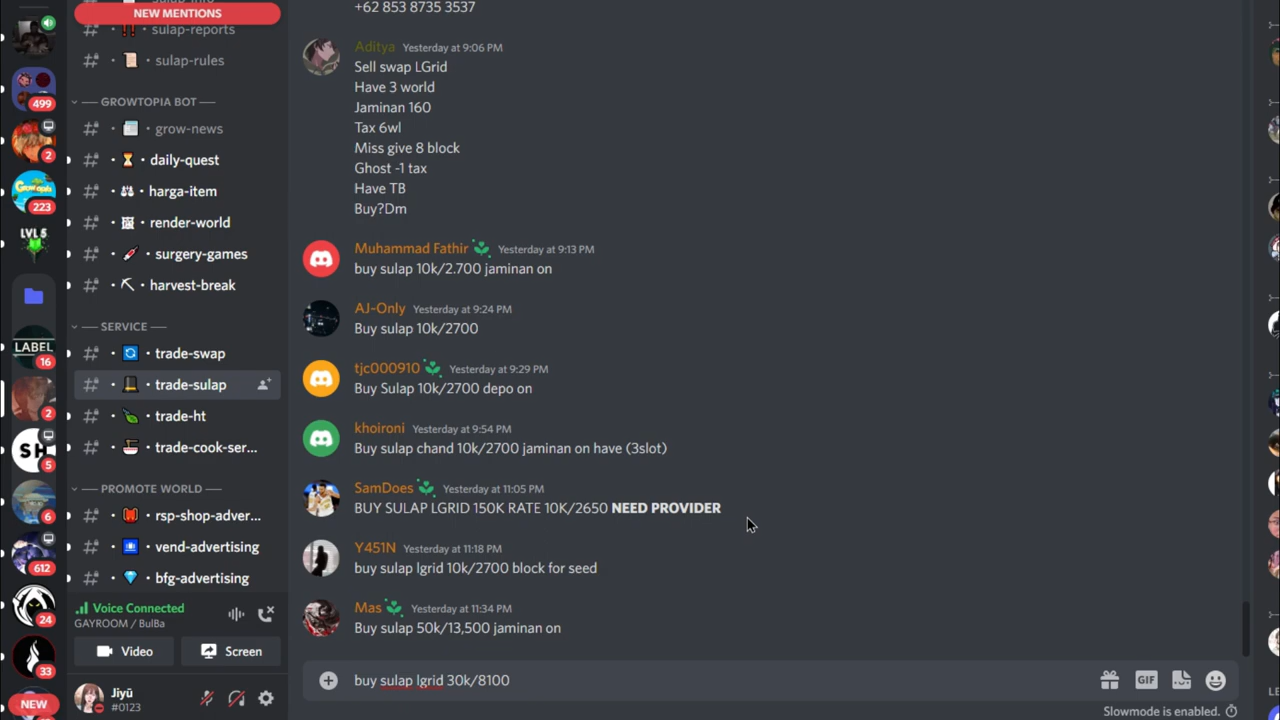 NEW MENTIONS
sulap-reports
sulap-rules
GROWTOPIA BOT
grow-news
daily-quest
harga-item
render-world
surgery-games
harvest-break
SERVICE
trade-swap
trade-sulap
trade-ht
trade-cook-ser...
PROMOTE WORLD
rsp-shop-adver...
vend-advertising
bfg-advertising
Voice Connected
GAYROOM / BulBa
Video
Screen
Jiyū
#0123
499
2
223
LVL 5
LABEL
16
2
SH
5
6
612
24
33
NEW
+62 853 8735 3537
Aditya Yesterday at 9:06 PM
Sell swap LGrid
Have 3 world
Jaminan 160
Tax 6wl
Miss give 8 block
Ghost -1 tax
Have TB
Buy?Dm
Muhammad Fathir Yesterday at 9:13 PM
buy sulap 10k/2.700 jaminan on
AJ-Only Yesterday at 9:24 PM
Buy sulap 10k/2700
tjc000910 Yesterday at 9:29 PM
Buy Sulap 10k/2700 depo on
khoironi Yesterday at 9:54 PM
Buy sulap chand 10k/2700 jaminan on have (3slot)
SamDoes Yesterday at 11:05 PM
BUY SULAP LGRID 150K RATE 10K/2650 NEED PROVIDER
Y451N Yesterday at 11:18 PM
buy sulap lgrid 10k/2700 block for seed
Mas Yesterday at 11:34 PM
Buy sulap 50k/13,500 jaminan on
buy sulap lgrid 30k/8100
GIF
Slowmode is enabled.